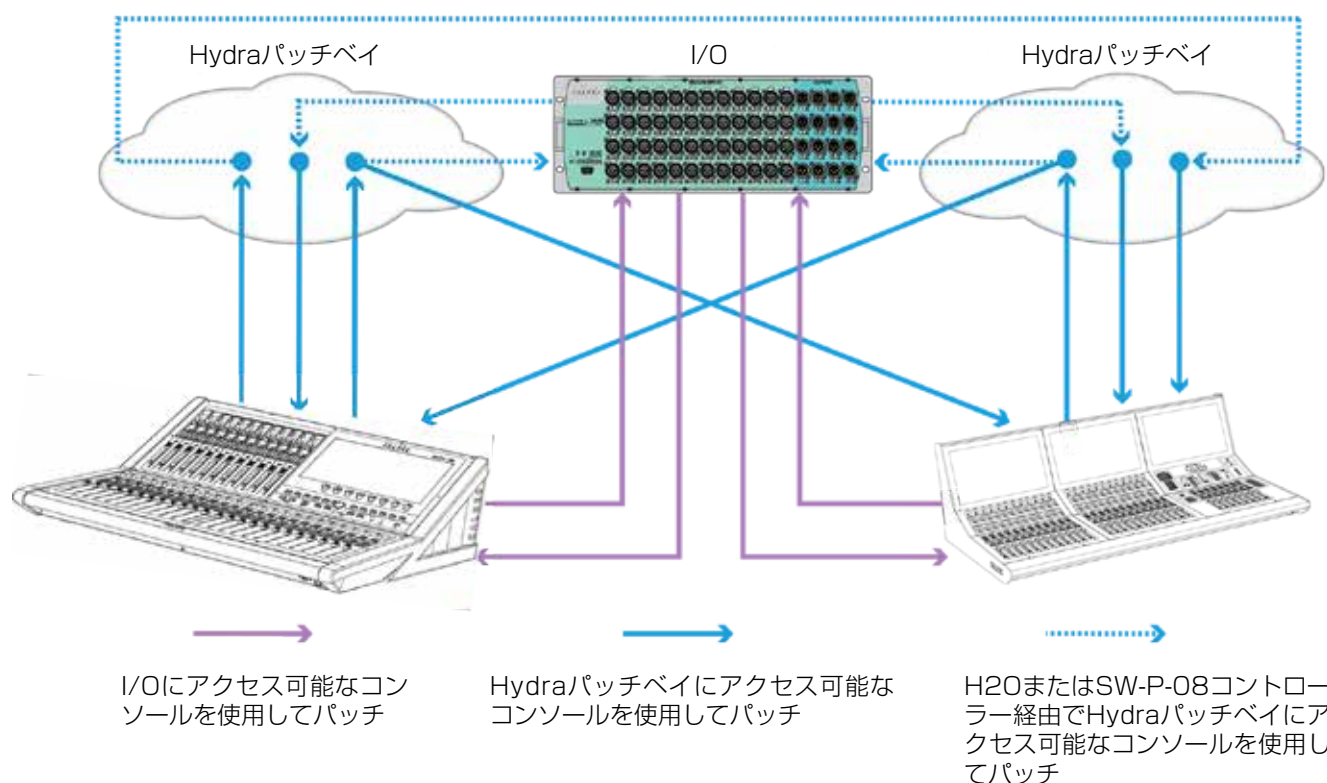 Hydraパッチベイ
I/O
Hydraパッチベイ
I/Oにアクセス可能なコン
ソールを使用してパッチ
Hydraパッチベイにアクセス可能な
コンソールを使用してパッチ
H2OまたはSW-P-08コントロー
ラー経由でHydraパッチベイにア
クセス可能なコンソールを使用し
てパッチ